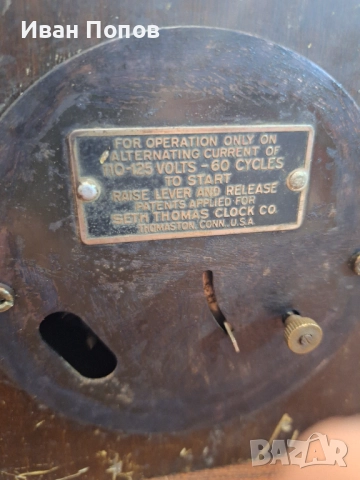 Иван Попов
FOR OPERATION ONLY ON
ALTERNATING CURRENT OF
110-125 VOLTS - 60 CYCLES
TO START
RAISE LEVER AND RELEASE
PATENTS APPLIED FOR
SETH THOMAS CLOCK CO.
THOMASTON, CONN., U.S.A.
BAZAR